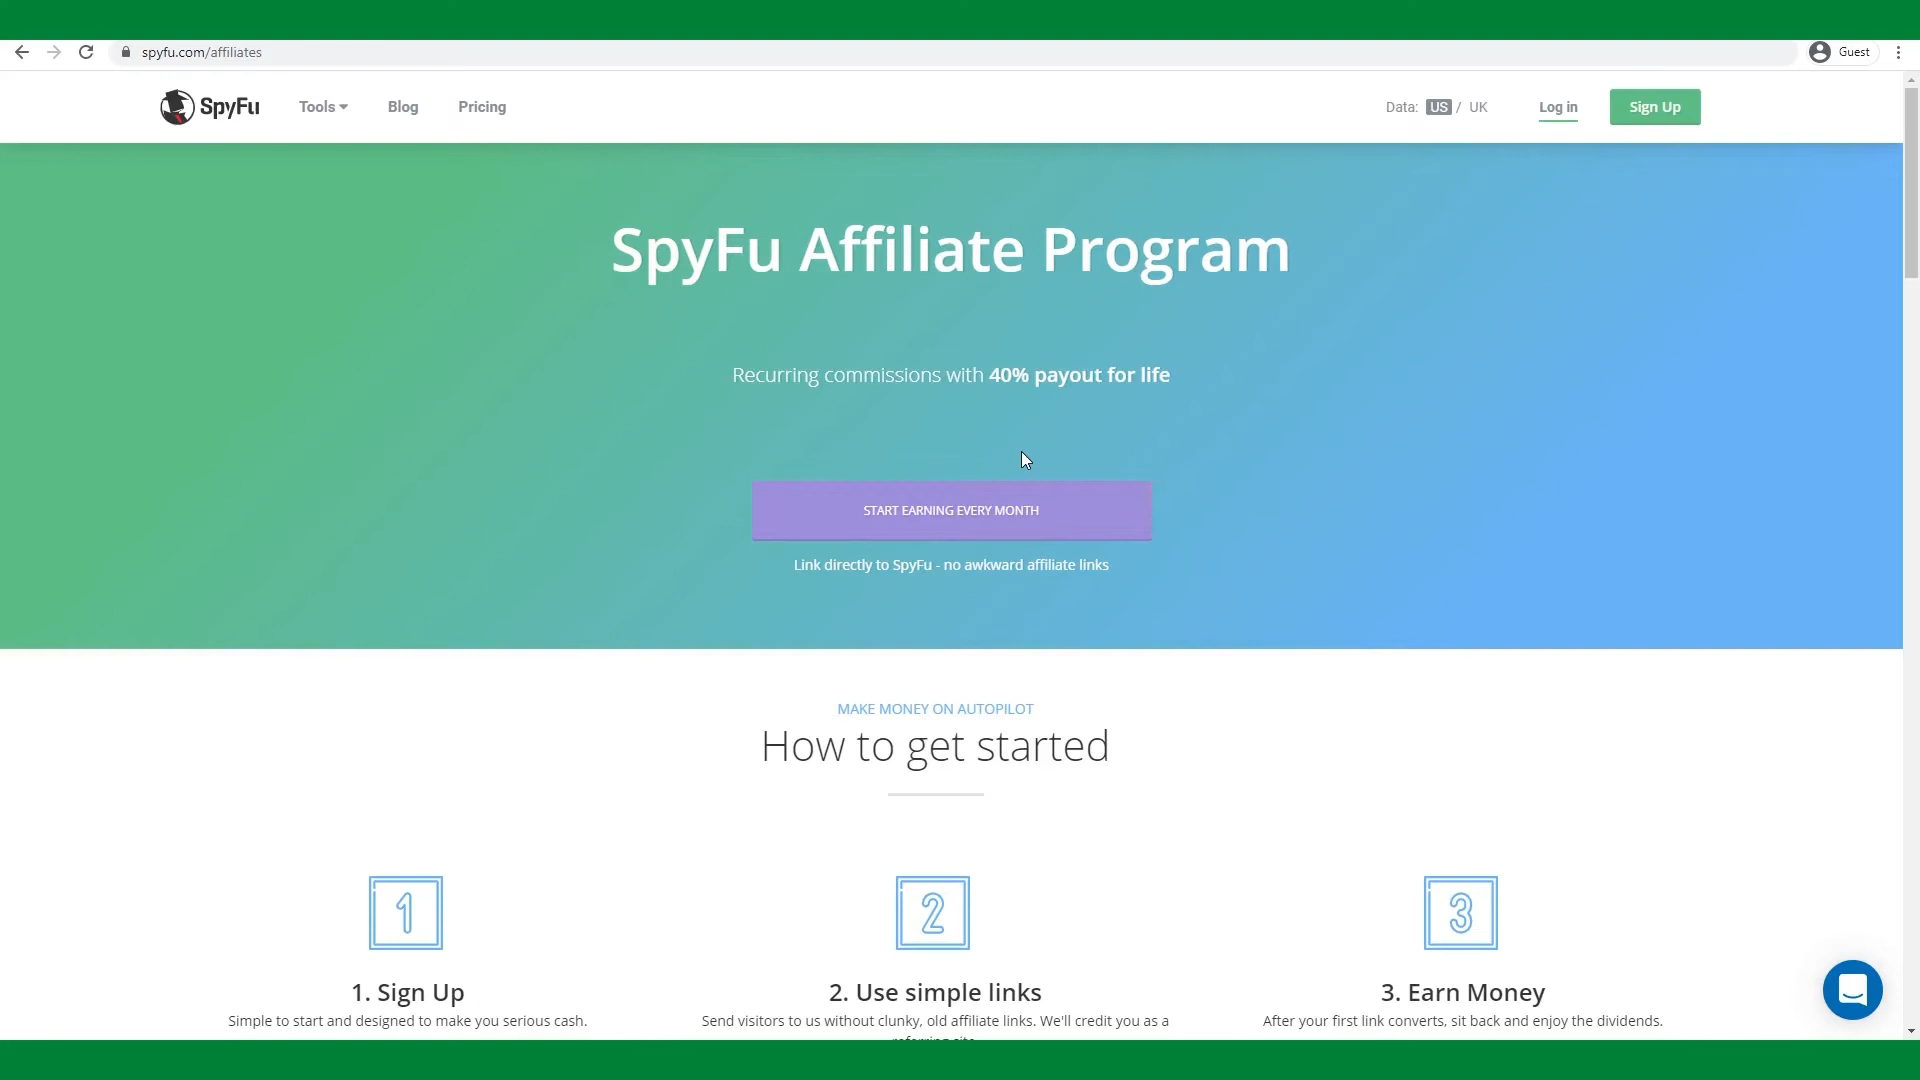 spyfu.com/affiliates
Guest
SpyFu
Tools
Blog
Pricing
Data: US / UK
Log in
Sign Up
SpyFu Affiliate Program
Recurring commissions with 40% payout for life
START EARNING EVERY MONTH
Link directly to SpyFu - no awkward affiliate links
MAKE MONEY ON AUTOPILOT
How to get started
1
2
3
1. Sign Up
Simple to start and designed to make you serious cash.
2. Use simple links
Send visitors to us without clunky, old affiliate links. We'll credit you as a
3. Earn Money
After your first link converts, sit back and enjoy the dividends.